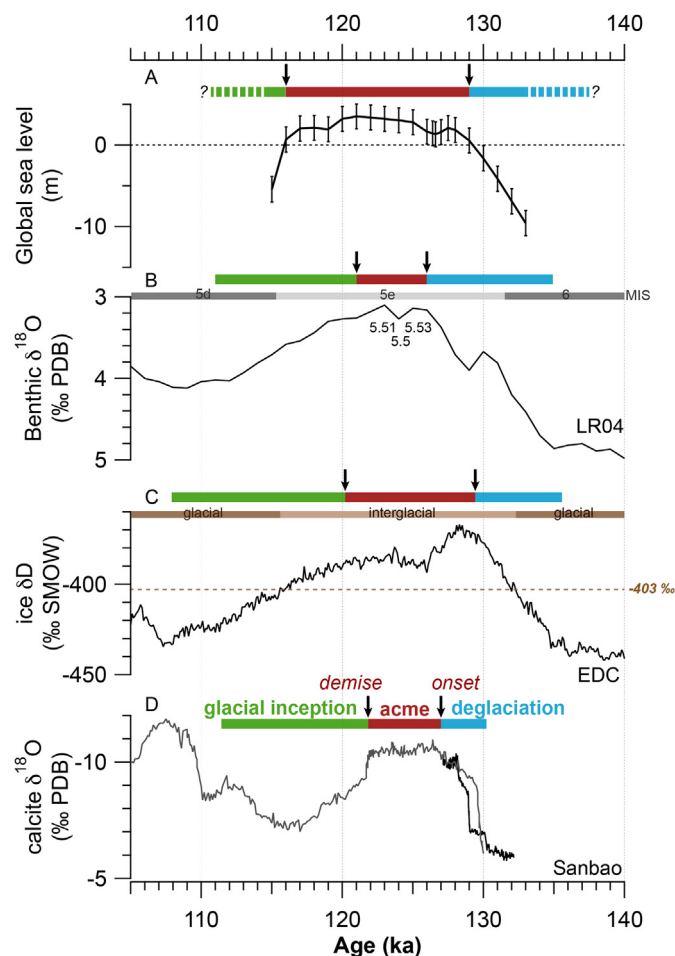 110 120 130 140
A
? ?
0
-10
Global sea level
(m)
B
5d 5e 6 MIS
3
4
5
Benthic δ18O
(‰ PDB)
5.51 5.53
5.5
LR04
C
glacial interglacial glacial
-400
-450
ice δD
(‰ SMOW)
-403 ‰
EDC
D
demise onset
glacial inception acme deglaciation
-10
-5
calcite δ18O
(‰ PDB)
Sanbao
110 120 130 140
Age (ka)